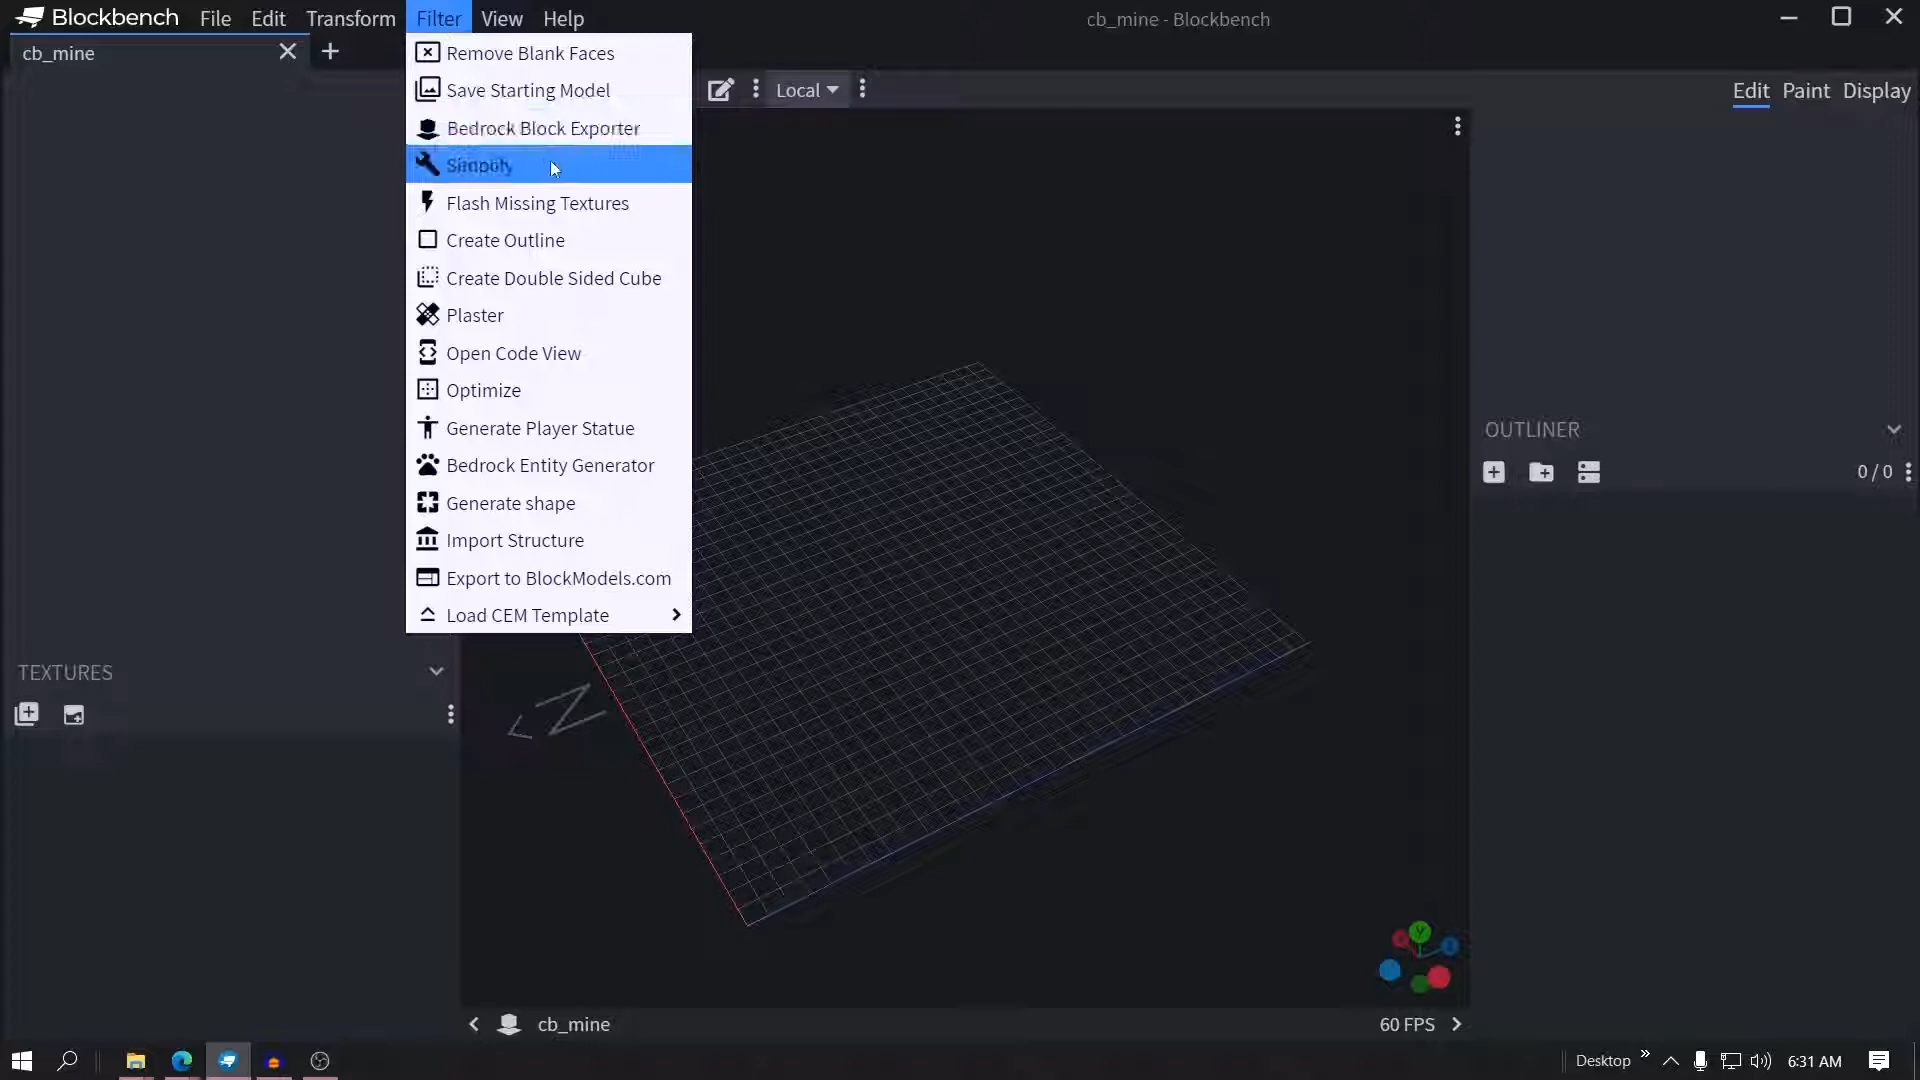 Blockbench File Edit Transform Filter View Help
cb_mine - Blockbench
cb_mine
Remove Blank Faces
Save Starting Model
Bedrock Block Exporter
Simplify
Flash Missing Textures
Create Outline
Create Double Sided Cube
Plaster
Open Code View
Optimize
Generate Player Statue
Bedrock Entity Generator
Generate shape
Import Structure
Export to BlockModels.com
Load CEM Template
Local
Edit Paint Display
OUTLINER
0 / 0
TEXTURES
N
Y
cb_mine
60 FPS
Desktop
6:31 AM